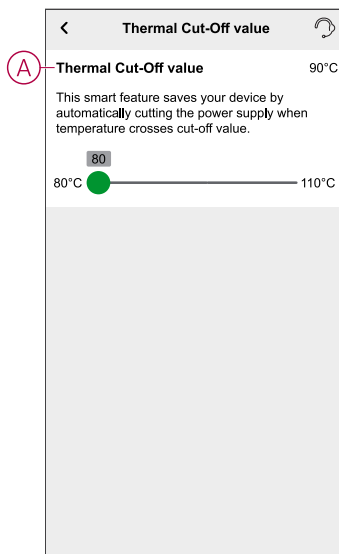 Thermal Cut-Off value
A
Thermal Cut-Off value 90°C
This smart feature saves your device by
automatically cutting the power supply when
temperature crosses cut-off value.
80
80°C 110°C